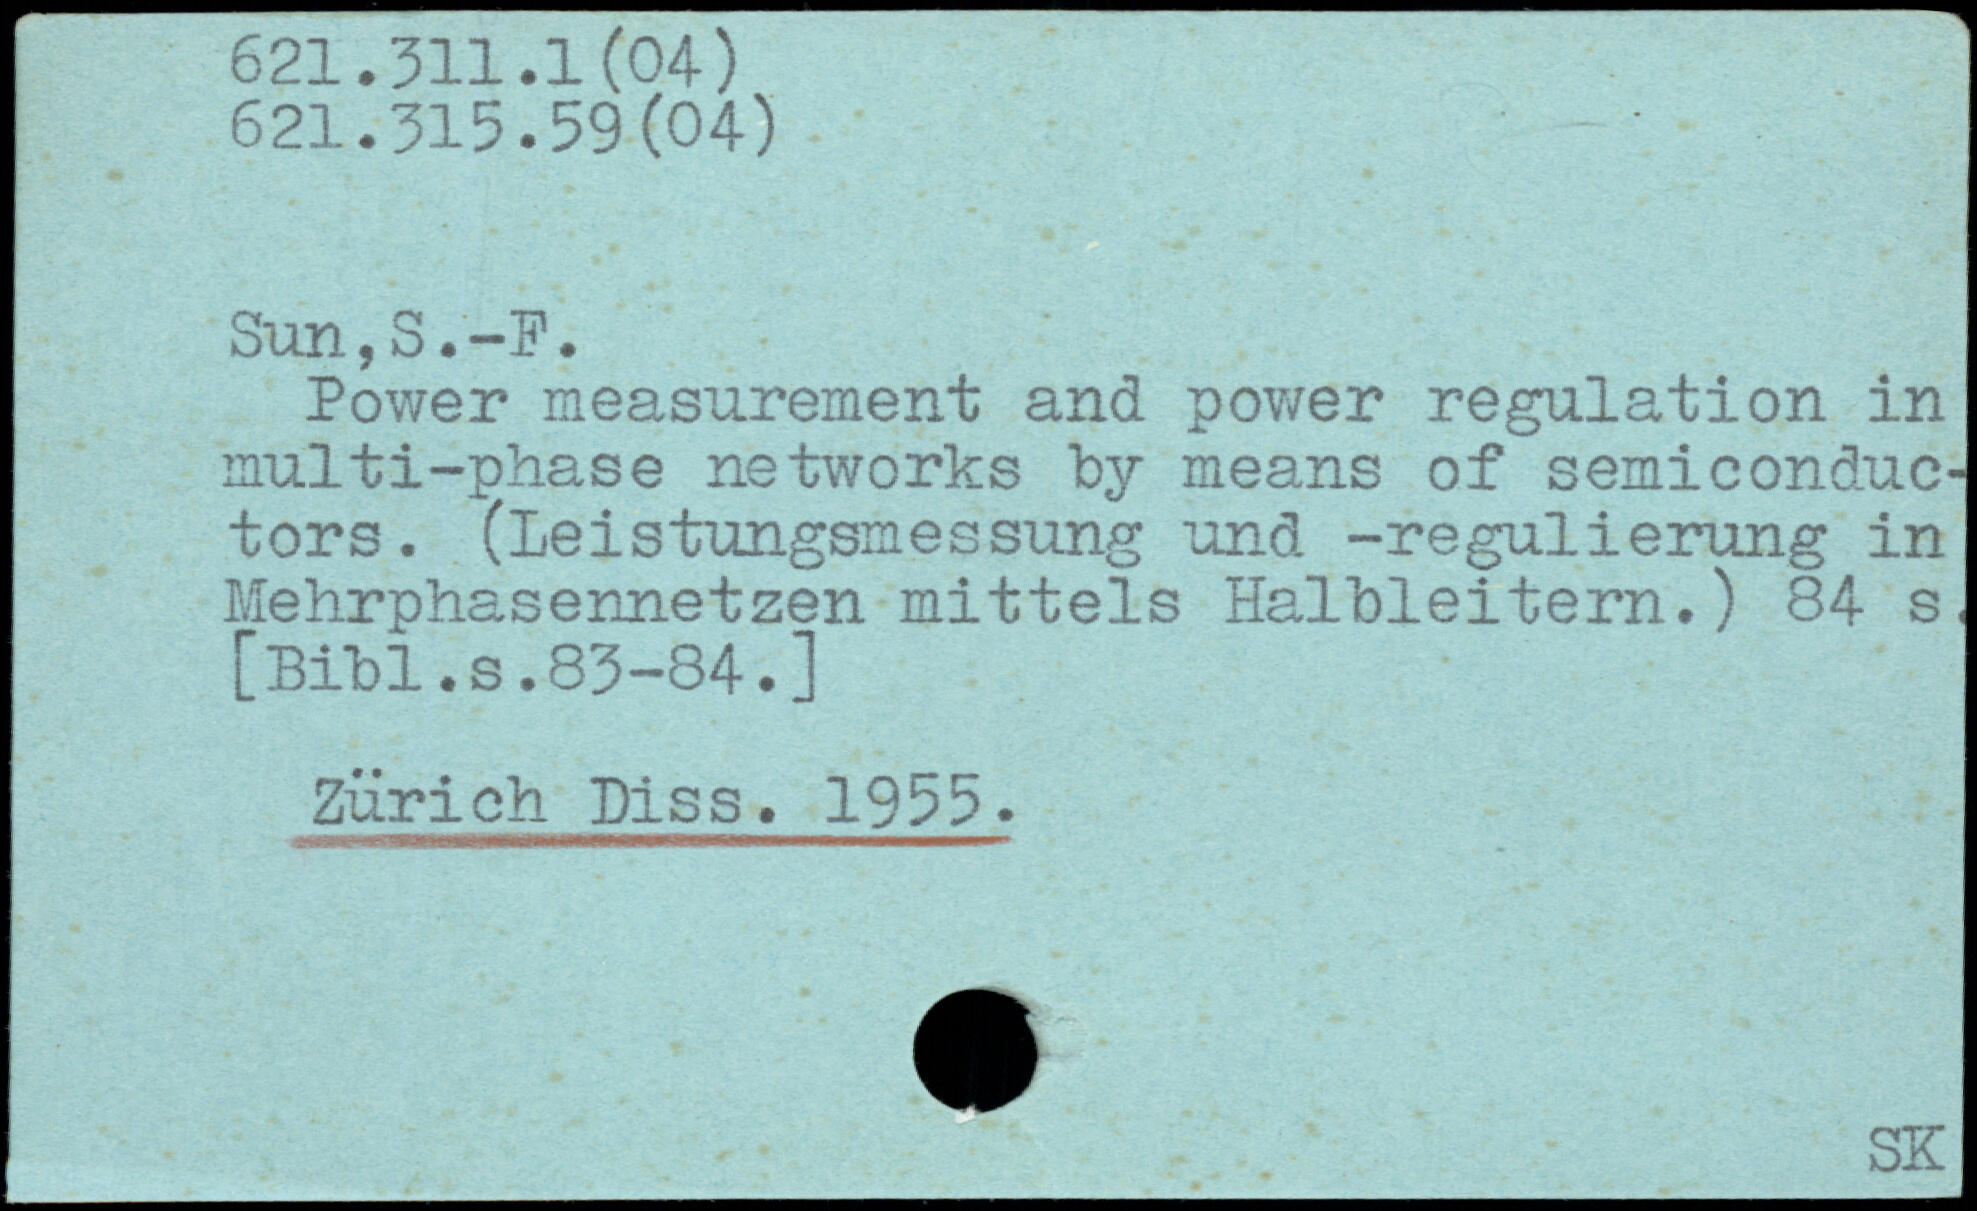 621.311.1(04)
621.315.59(04)
Sun,S.-F.
Power measurement and power regulation in
multi-phase networks by means of semiconduc-
tors. (Leistungsmessung und -regulierung in
Mehrphasennetzen mittels Halbleitern.) 84 s.
[Bibl.s.83-84.]
Zürich Diss. 1955.
SK